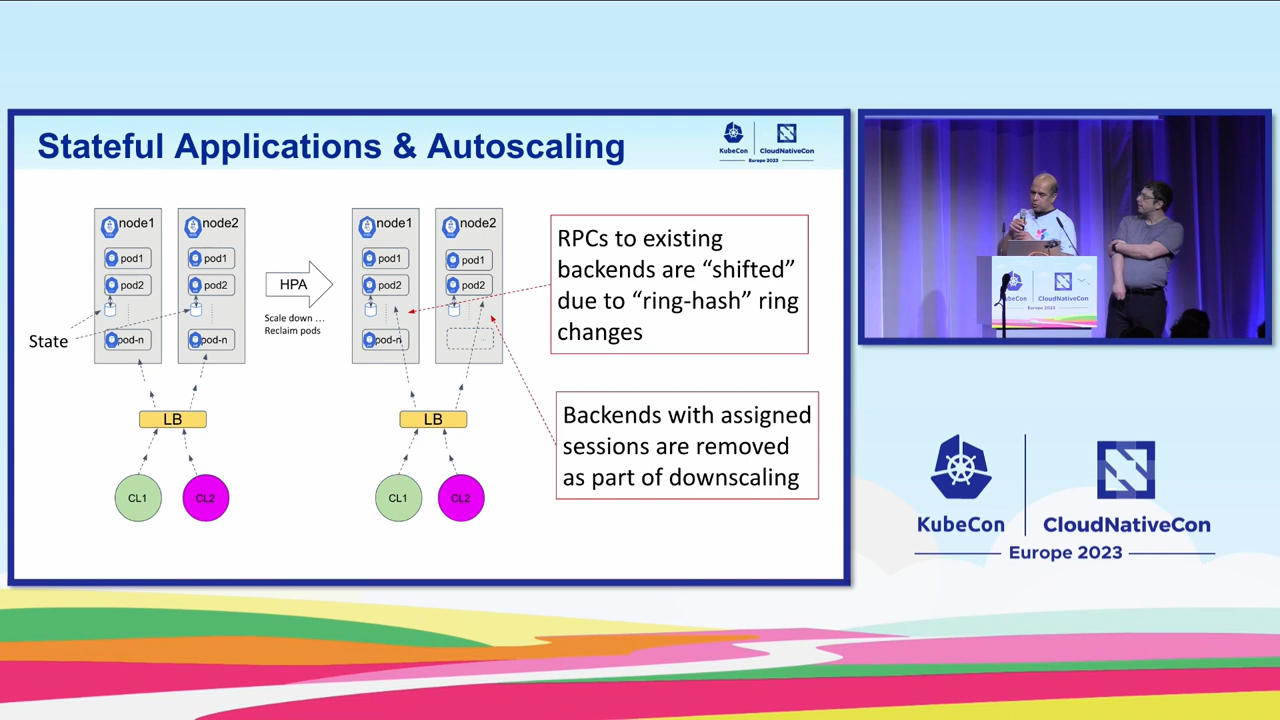 Stateful Applications & Autoscaling
KubeCon
CloudNativeCon
Europe 2023
node1
node2
pod1
pod1
pod2
pod2
pod-n
pod-n
State
LB
CL1
CL2
HPA
Scale down ...
Reclaim pods
node1
node2
pod1
pod1
pod2
pod2
pod-n
...
LB
CL1
CL2
RPCs to existing
backends are “shifted”
due to “ring-hash” ring
changes
Backends with assigned
sessions are removed
as part of downscaling
CloudNativeCon
Europe 2023
KubeCon
CloudNativeCon
Europe 2023